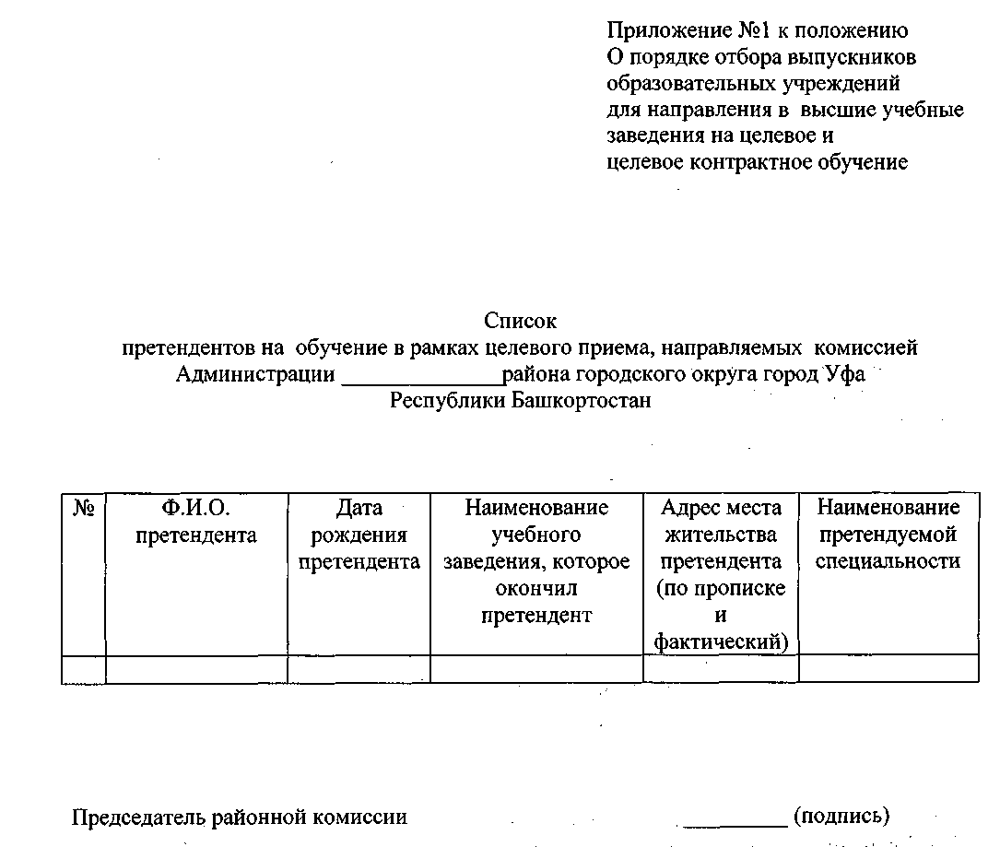 Приложение №1 к положению
О порядке отбора выпускников
образовательных учреждений
для направления в высшие учебные
заведения на целевое и
целевое контрактное обучение
Список
претендентов на обучение в рамках целевого приема, направляемых комиссией
Администрации ______________района городского округа город Уфа
Республики Башкортостан
№
Ф.И.О.
претендента
Дата
рождения
претендента
Наименование
учебного
заведения, которое
окончил
претендент
Адрес места
жительства
претендента
(по прописке
и
фактический)
Наименование
претендуемой
специальности
Председатель районной комиссии _________ (подпись)